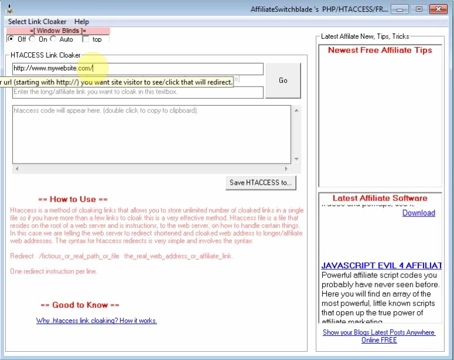 AffiliateSwitchblade 's PHP/HTACCESS/FR...
Select Link Cloaker Help
=[ Window Blinds ]=
Off On Auto top
HTACCESS Link Cloaker
http://www.mywebsite.com/
Go
r url (starting with http://) you want site visitor to see/click that will redirect.
Enter the long/affiliate link you want to cloak in this textbox.
htaccess code will appear here. (double click to copy to clipboard).
Save HTACCESS to...
== How to Use ==
Htaccess is a method of cloaking links that allows you to store unlimited number of cloaked links in a single
file so if you have more than a few links to cloak this is a very effective method. Htaccess file is a file that
resides on the root of a web server and is instructions, to the web server, on how to handle certain things.
In this case we are telling the web server to redirect shortened and cloaked web address to longer/affiliate
web addresses. The syntax for htaccess redirects is very simple and involves the syntax:
Redirect /fictious_or_real_path_or_file the_real_web_address_or_affiliate_link.
One redirect instruction per line.
== Good to Know ==
Why .htaccess link cloaking? How it works.
Latest Affiliate New, Tips, Tricks
Newest Free Affiliate Tips
Latest Affiliate Software
Download
JAVASCRIPT EVIL 4 AFFILIAT
Powerful affiliate script codes you
probably have never seen before.
Here you will find an array of the
most powerful, little known scripts
that open up the true power of
affiliate marketing
Show your Blogs Latest Posts Anywhere.
Online FREE